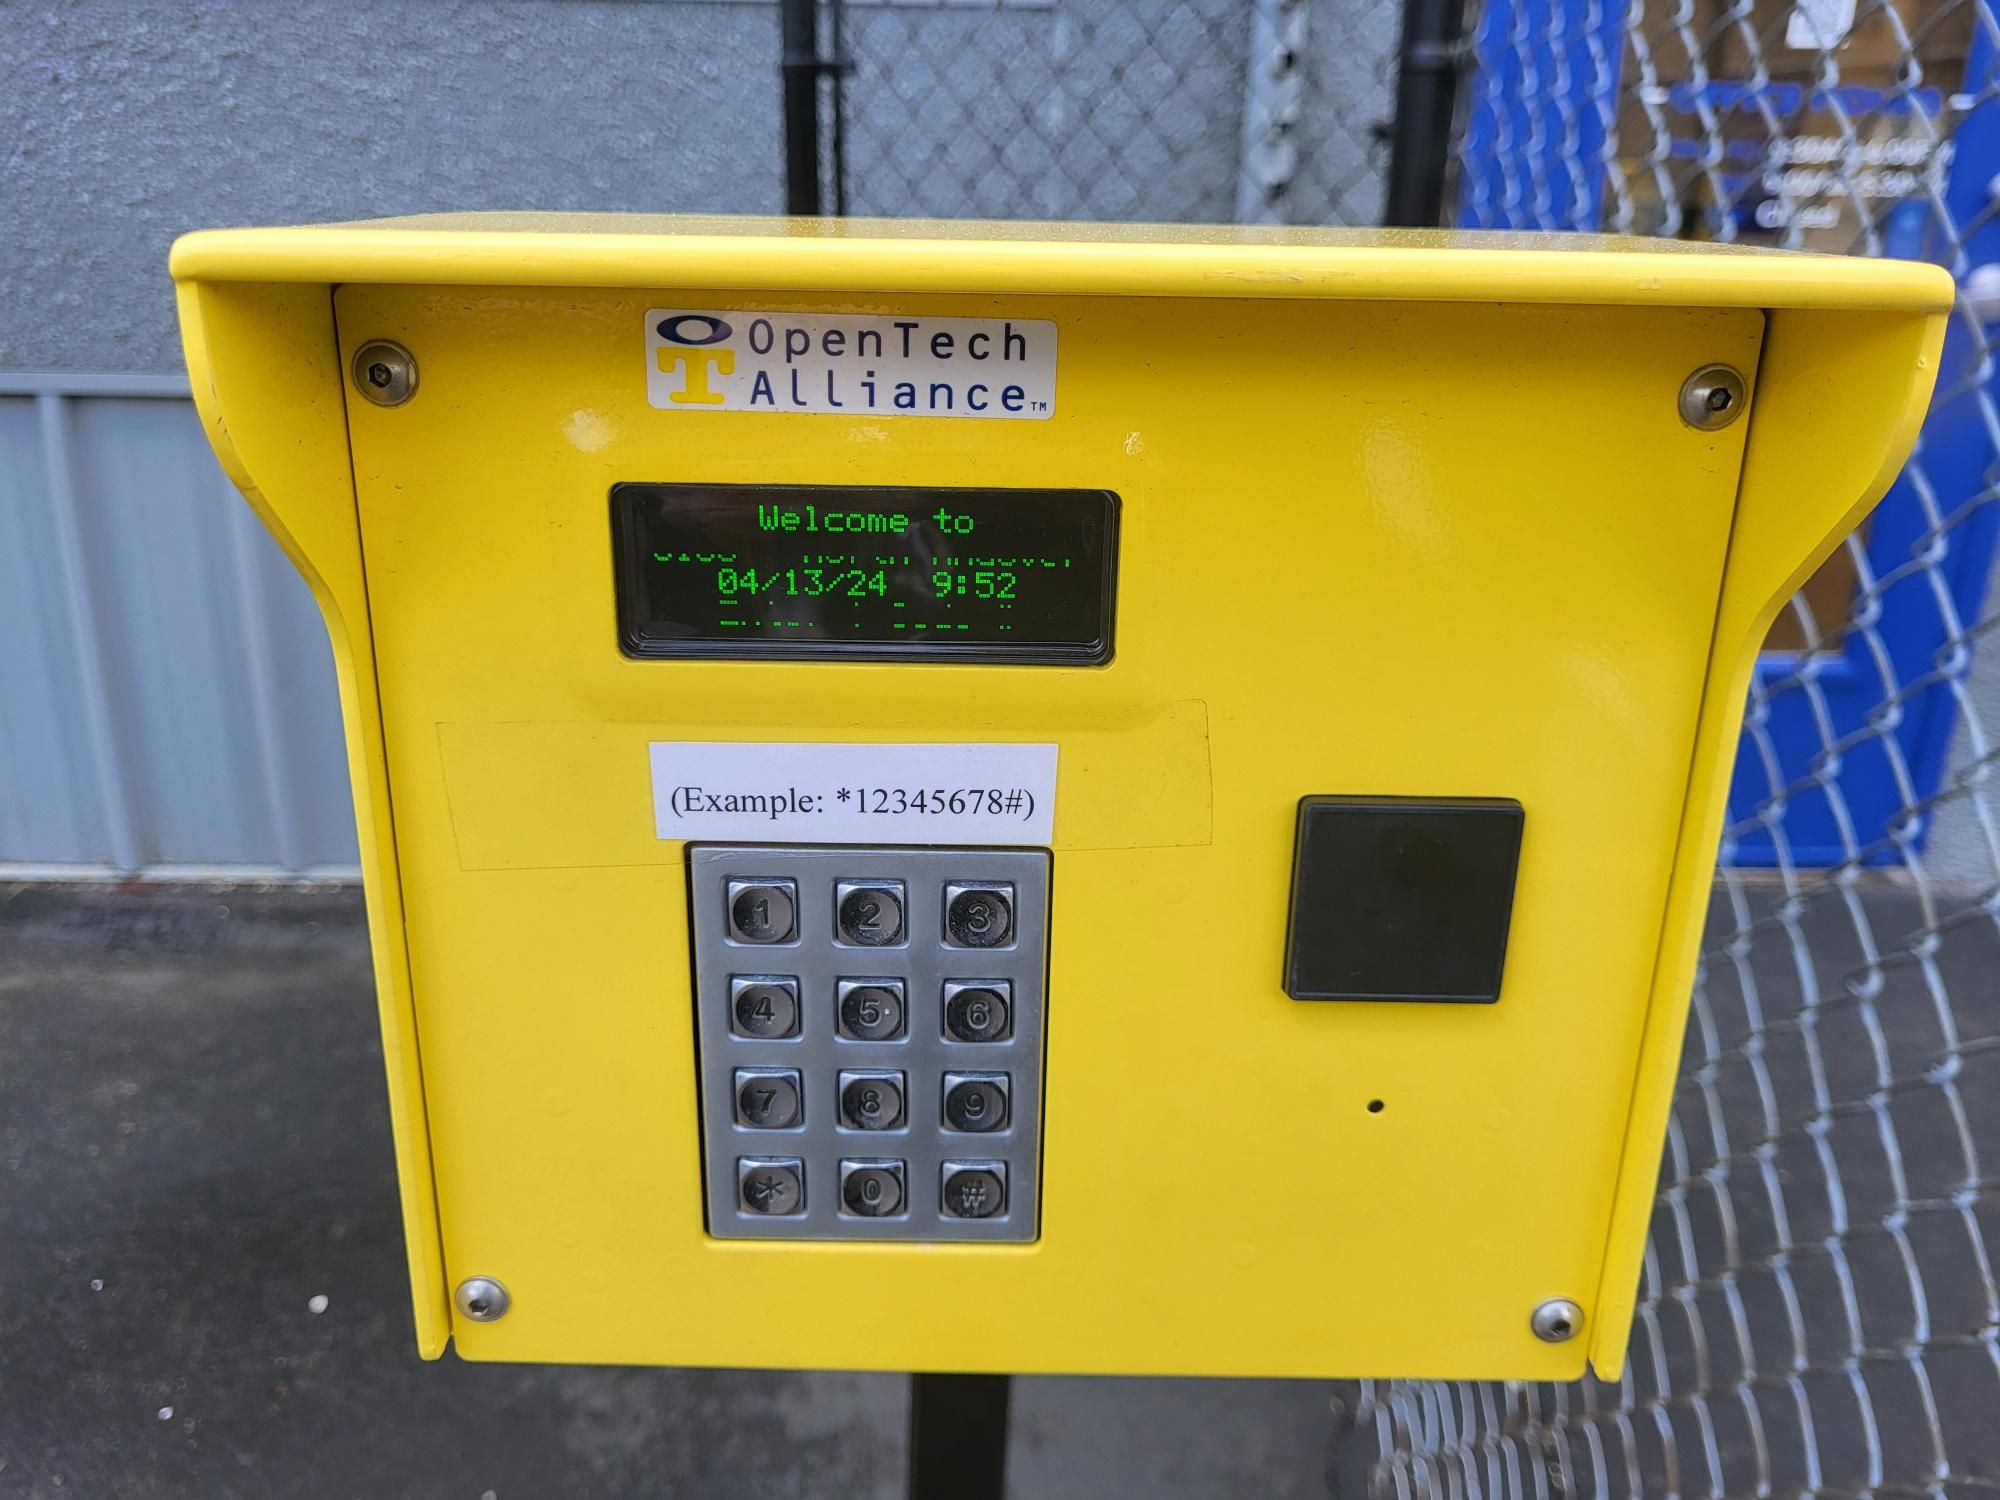 OpenTech
Alliance™
Welcome to
04/13/24 9:52
(Example: *12345678#)
1 2 3
4 5 6
7 8 9
* 0 #